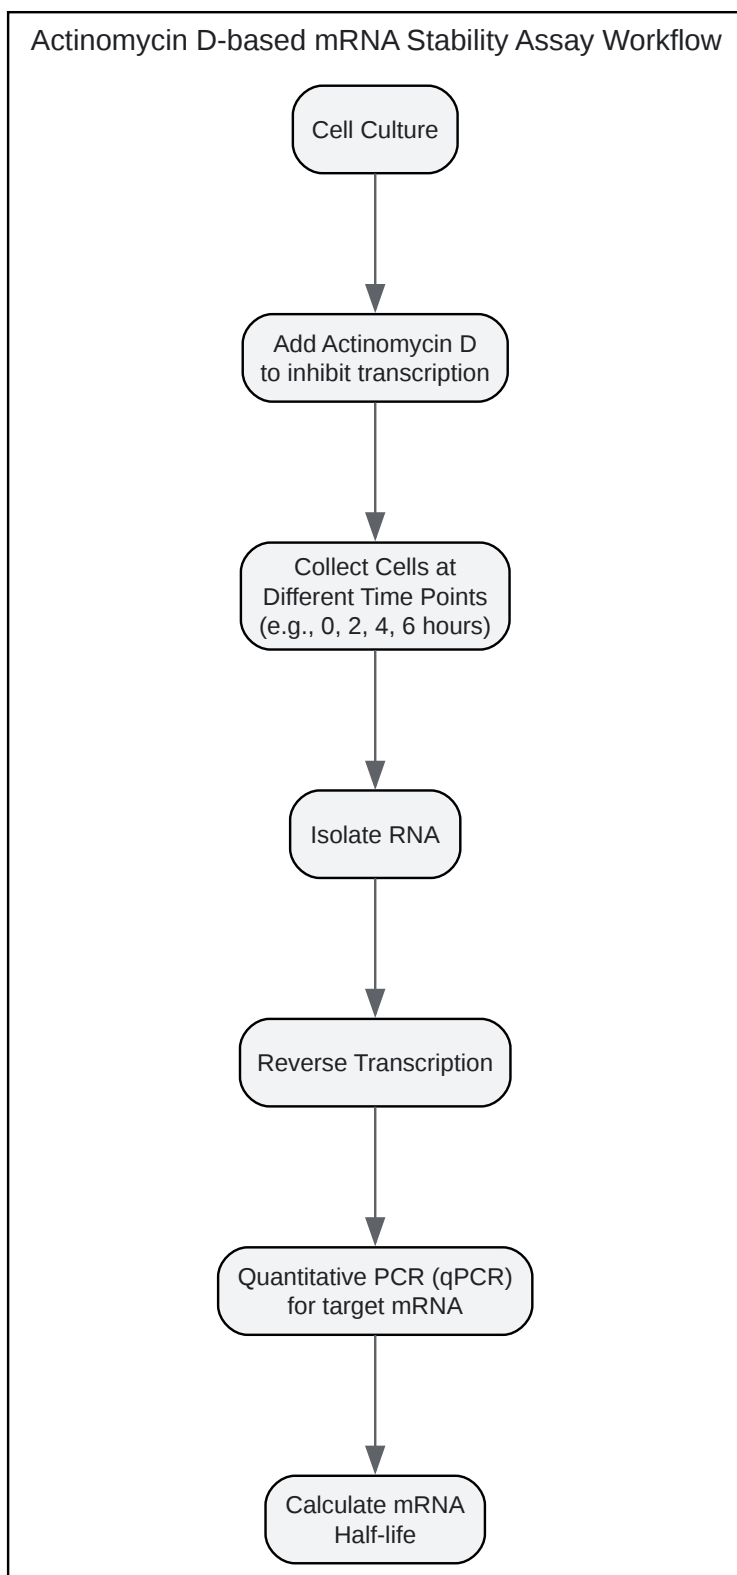 Actinomycin D-based mRNA Stability Assay Workflow
Cell Culture
Add Actinomycin D
to inhibit transcription
Collect Cells at
Different Time Points
(e.g., 0, 2, 4, 6 hours)
Isolate RNA
Reverse Transcription
Quantitative PCR (qPCR)
for target mRNA
Calculate mRNA
Half-life